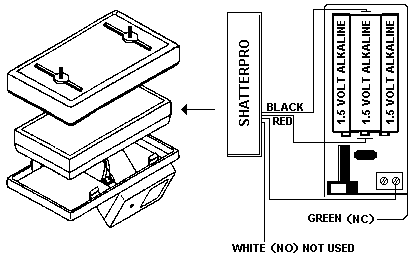 SHATTERPRO
BLACK
RED
1.5 VOLT ALKALINE
1.5 VOLT ALKALINE
1.5 VOLT ALKALINE
GREEN (NC)
WHITE (NO) NOT USED